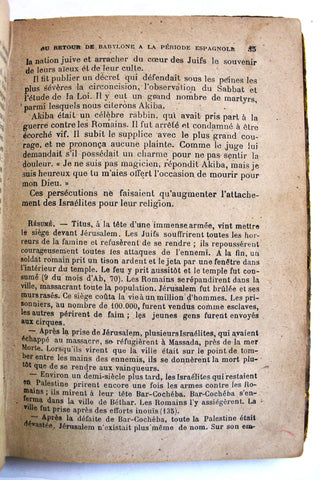 DU RETOUR DE BABYLONE A LA PÉRIODE ESPAGNOLE 35
la nation juive et arracher du cœur des Juifs le souvenir
de leurs aïeux et de leur culte.
Il fit publier un décret qui défendait sous les peines les
plus sévères la circoncision, l'observation du Sabbat
et l'étude de la Loi. Il y eut un grand nombre de martyrs,
parmi lesquels nous citerons Akiba.
Akiba était un célèbre rabbin, qui avait pris part à la
guerre contre les Romains. Il fut arrêté et condamné à être
écorché vif. Il subit le supplice avec le plus grand cou-
rage, et ne prononça aucune plainte. Comme le juge lui
demandait s'il possédait un charme pour ne pas sentir la
douleur. « Je ne suis pas magicien, répondit Akiba, mais je
suis heureux que tu m'aies offert l'occasion de mourir pour
mon Dieu. »
Ces persécutions ne faisaient qu'augmenter l'attache-
ment des Israélites pour leur religion.
RÉSUMÉ. — Titus, à la tête d'une immense armée, vint mettre
le siège devant Jérusalem. Les Juifs souffrirent toutes les hor-
reurs de la famine et refusèrent de se rendre ; ils repoussèrent
courageusement toutes les attaques de l'ennemi. A la fin, un
soldat romain prit un tison ardent et le jeta par une fenêtre dans
l'intérieur du temple. Le feu y prit aussitôt et le temple fut con-
sumé (9 du mois d'Ab, 70). Les Romains se répandirent dans la
ville, massacrant toute la population. Jérusalem fut brûlée et ses
murs rasés. Ce siège coûta la vie à un million d'hommes. Les pri-
sonniers, au nombre de 100.000, furent vendus comme esclaves,
les autres périrent de faim ; les jeunes gens furent envoyés
aux cirques.
— Après la prise de Jérusalem, plusieurs Israélites, qui avaient
échappé au massacre, se réfugièrent à Massada, près de la mer
Morte. Lorsqu'ils virent que la ville était sur le point de tom-
ber entre les mains des ennemis, ils se donnèrent la mort plu-
tôt que de se rendre aux vainqueurs.
— Environ un demi-siècle plus tard, les Israélites qui restaient
en Palestine prirent encore une fois les armes contre les Ro-
mains ; ils mirent à leur tête Bar-Cochéba. Bar-Cochéba s'en-
ferma dans la ville de Béthar. Les Romains l'y assiégèrent. La
ville fut prise après des efforts inouïs (135).
— Après la défaite de Bar-Cochéba, toute la Palestine était
dévastée, Jérusalem n'existait plus même de nom. Sur son em-